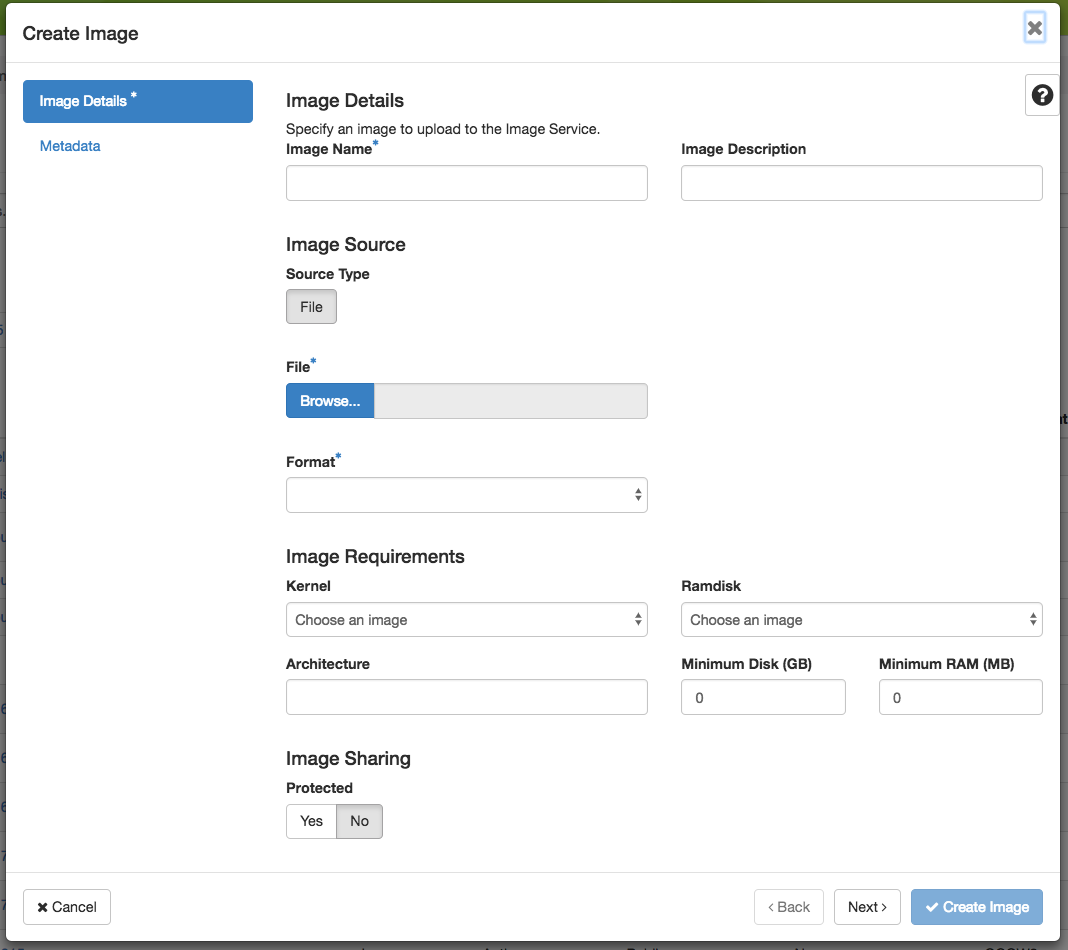 Create Image
Image Details *
Metadata
Image Details
Specify an image to upload to the Image Service.
Image Name* Image Description
Image Source
Source Type
File
File*
Browse...
Format*
Image Requirements
Kernel Ramdisk
Choose an image Choose an image
Architecture Minimum Disk (GB) Minimum RAM (MB)
0 0
Image Sharing
Protected
Yes No
Cancel < Back Next > Create Image